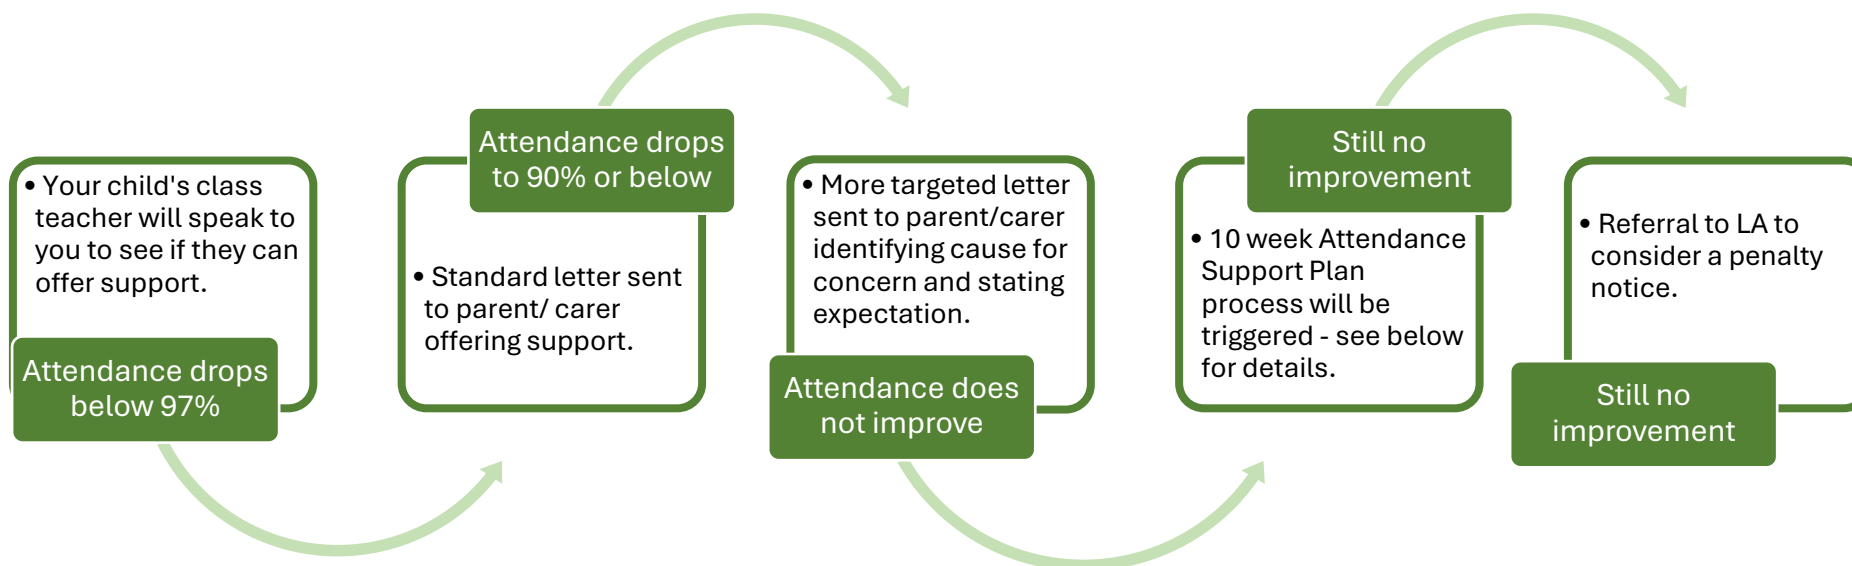 • Your child's class
teacher will speak to
you to see if they can
offer support.
Attendance drops
below 97%
Attendance drops
to 90% or below
• Standard letter sent
to parent/ carer
offering support.
• More targeted letter
sent to parent/carer
identifying cause for
concern and stating
expectation.
Attendance does
not improve
Still no
improvement
• 10 week Attendance
Support Plan
process will be
triggered - see below
for details.
• Referral to LA to
consider a penalty
notice.
Still no
improvement